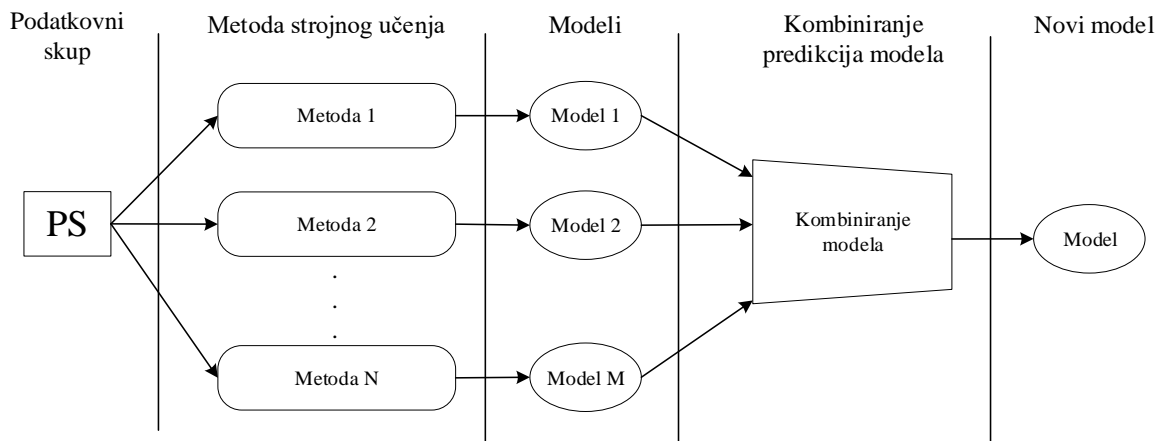 Podatkovni
skup
Metoda strojnog učenja
Modeli
Kombiniranje
predikcija modela
Novi model
PS
Metoda 1
Model 1
Metoda 2
Model 2
.
.
.
Metoda N
Model M
Kombiniranje
modela
Model